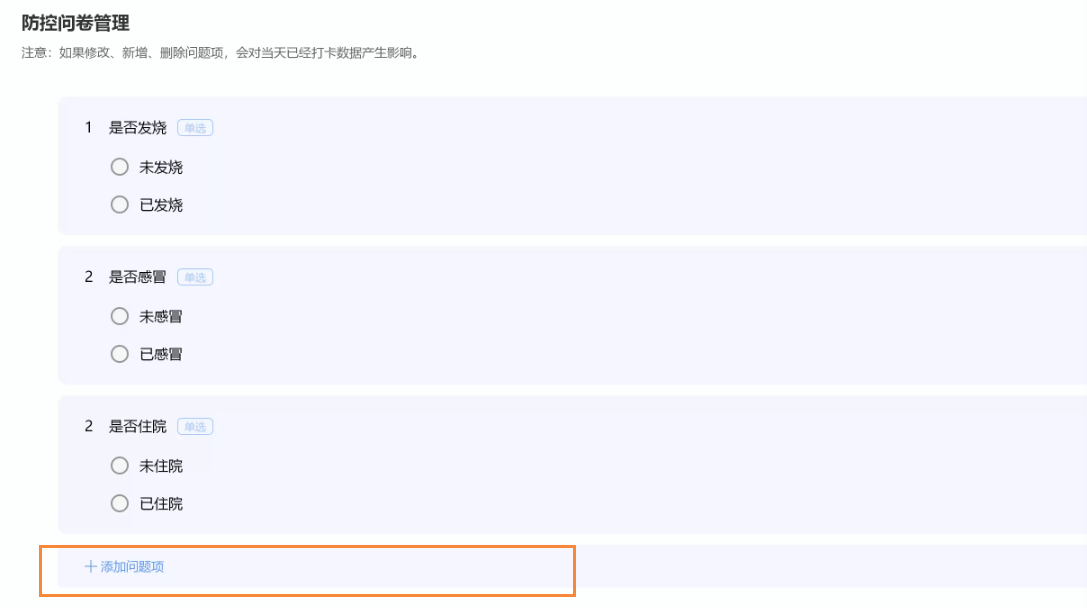 防控问卷管理
注意：如果修改、新增、删除问题项，会对当天已经打卡数据产生影响。
1 是否发烧 单选
未发烧
已发烧
2 是否感冒 单选
未感冒
已感冒
2 是否住院 单选
未住院
已住院
＋添加问题项